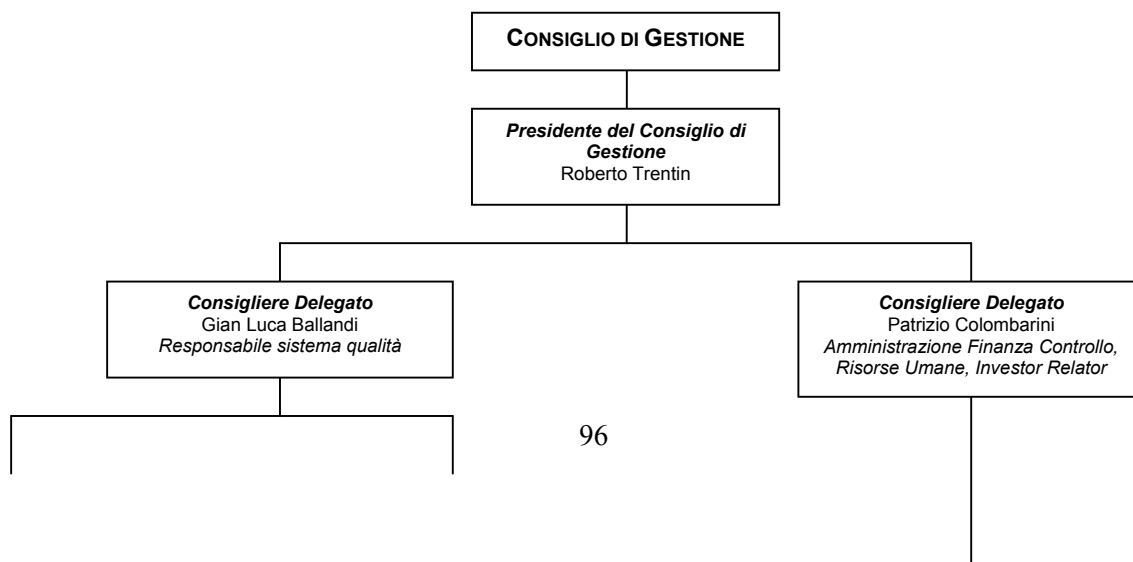 CONSIGLIO DI GESTIONE
Presidente del Consiglio di
Gestione
Roberto Trentin
Consigliere Delegato
Gian Luca Ballandi
Responsabile sistema qualità
Consigliere Delegato
Patrizio Colombarini
Amministrazione Finanza Controllo,
Risorse Umane, Investor Relator
96